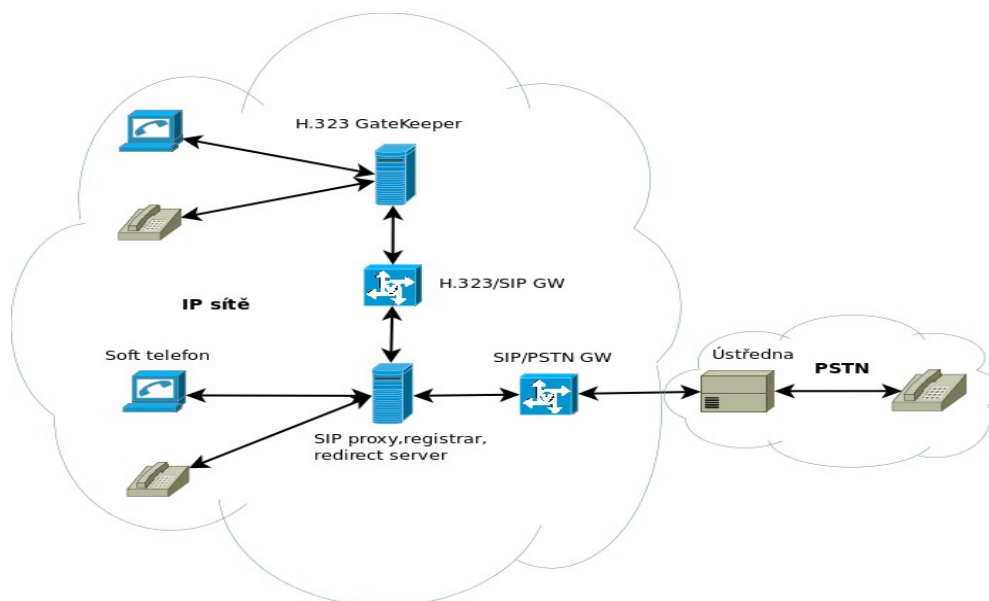 H.323 GateKeeper
H.323/SIP GW
IP sítě
Soft telefon
SIP/PSTN GW
Ústředna
PSTN
SIP proxy,registrar,
redirect server